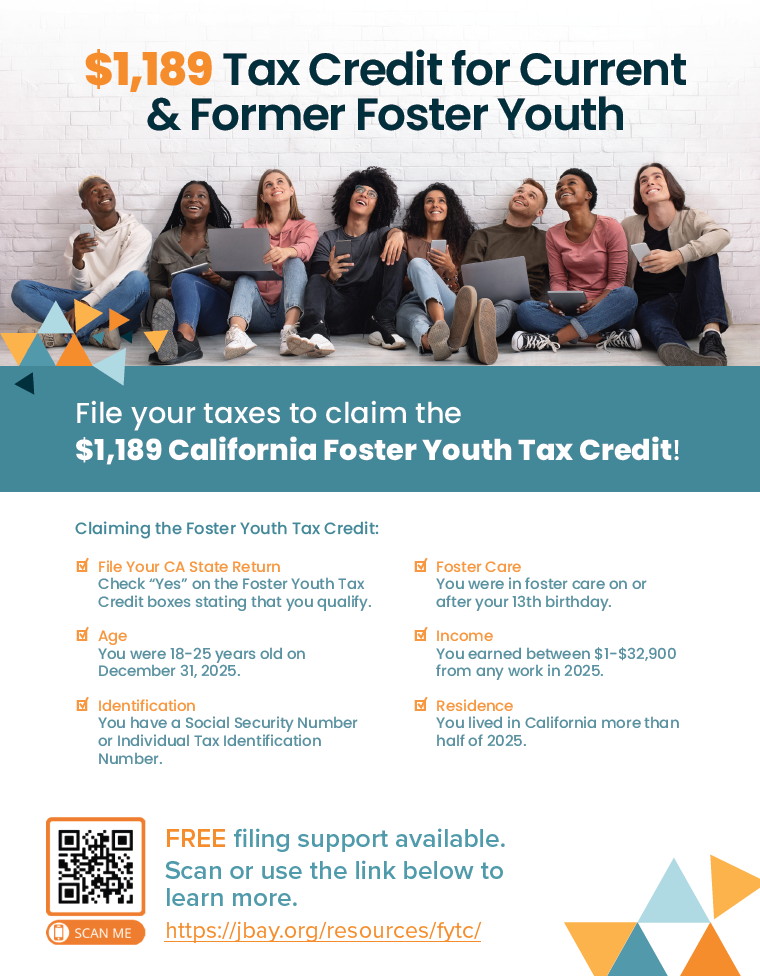 $1,189 Tax Credit for Current
& Former Foster Youth
File your taxes to claim the
$1,189 California Foster Youth Tax Credit!
Claiming the Foster Youth Tax Credit:
File Your CA State Return
Check “Yes” on the Foster Youth Tax
Credit boxes stating that you qualify.
Age
You were 18-25 years old on
December 31, 2025.
Identification
You have a Social Security Number
or Individual Tax Identification
Number.
Foster Care
You were in foster care on or
after your 13th birthday.
Income
You earned between $1-$32,900
from any work in 2025.
Residence
You lived in California more than
half of 2025.
SCAN ME
FREE filing support available.
Scan or use the link below to
learn more.
https://jbay.org/resources/fytc/